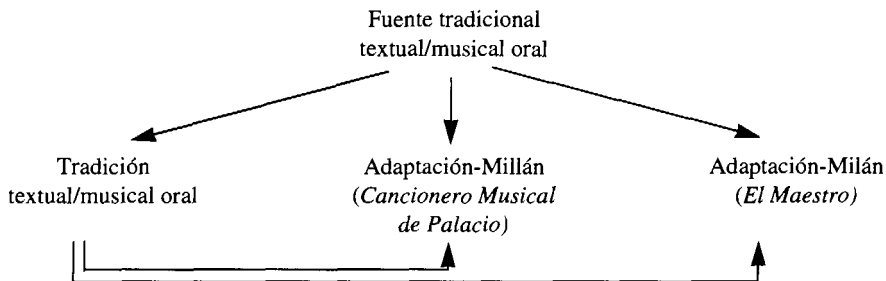 Fuente tradicional
textual/musical oral
Tradición
textual/musical oral
Adaptación-Millán
(Cancionero Musical
de Palacio)
Adaptación-Milán
(El Maestro)